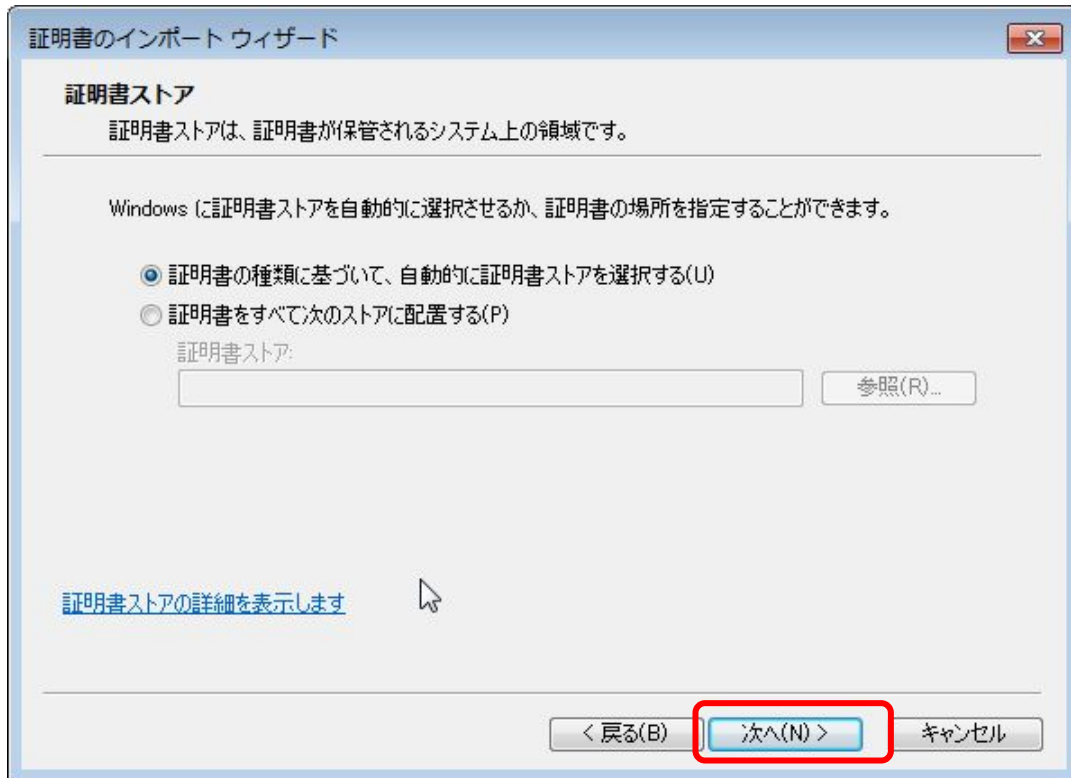 証明書のインポート ウィザード
証明書ストア
証明書ストアは、証明書が保管されるシステム上の領域です。
Windows に証明書ストアを自動的に選択させるか、証明書の場所を指定することができます。
証明書の種類に基づいて、自動的に証明書ストアを選択する(U)
証明書をすべて次のストアに配置する(P)
証明書ストア:
参照(R)...
証明書ストアの詳細を表示します
< 戻る(B)
次へ(N) >
キャンセル